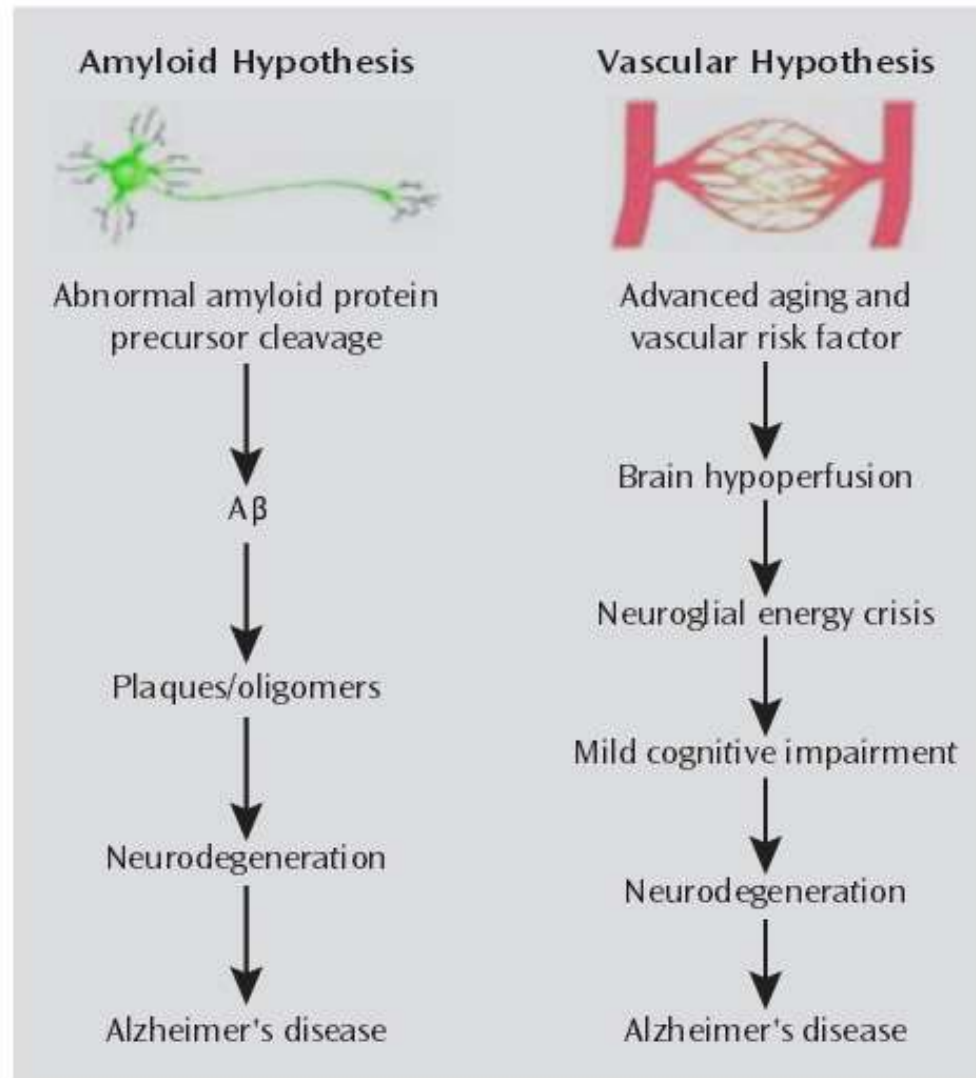 Amyloid Hypothesis
Abnormal amyloid protein
precursor cleavage
Aβ
Plaques/oligomers
Neurodegeneration
Alzheimer's disease
Vascular Hypothesis
Advanced aging and
vascular risk factor
Brain hypoperfusion
Neuroglial energy crisis
Mild cognitive impairment
Neurodegeneration
Alzheimer's disease